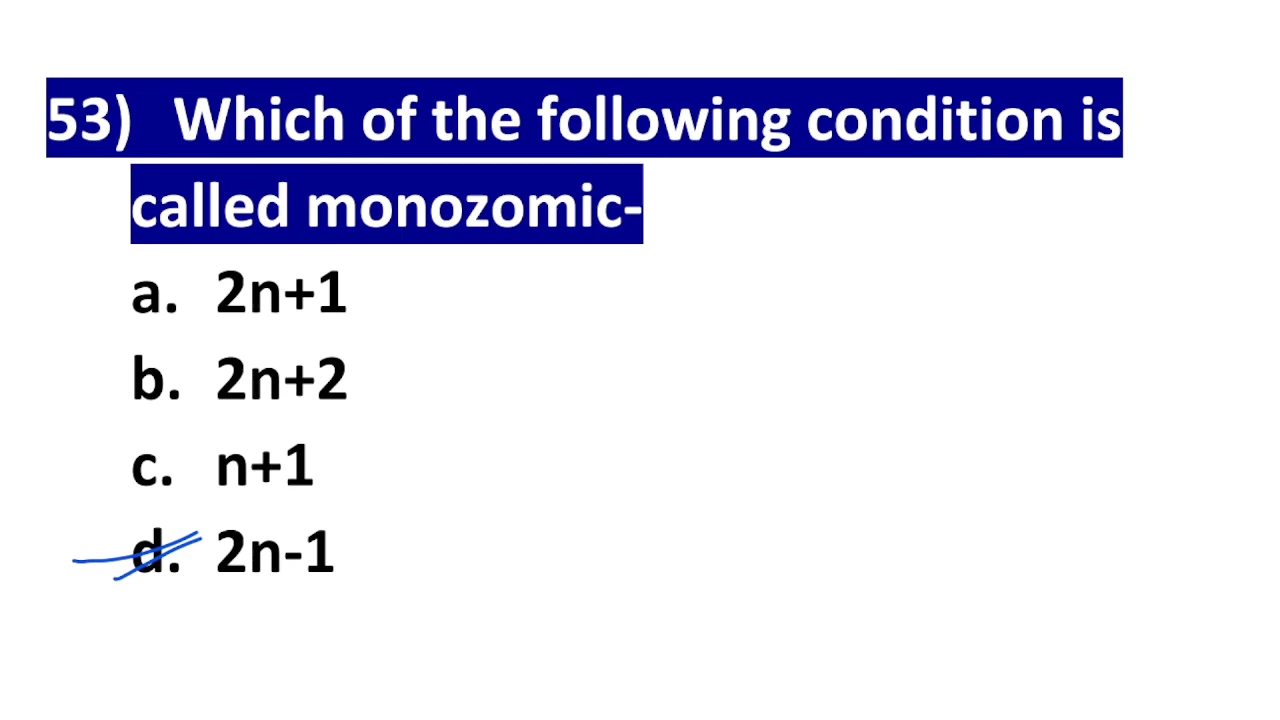 53) Which of the following condition is
called monozomic-
a. 2n+1
b. 2n+2
c. n+1
d. 2n-1